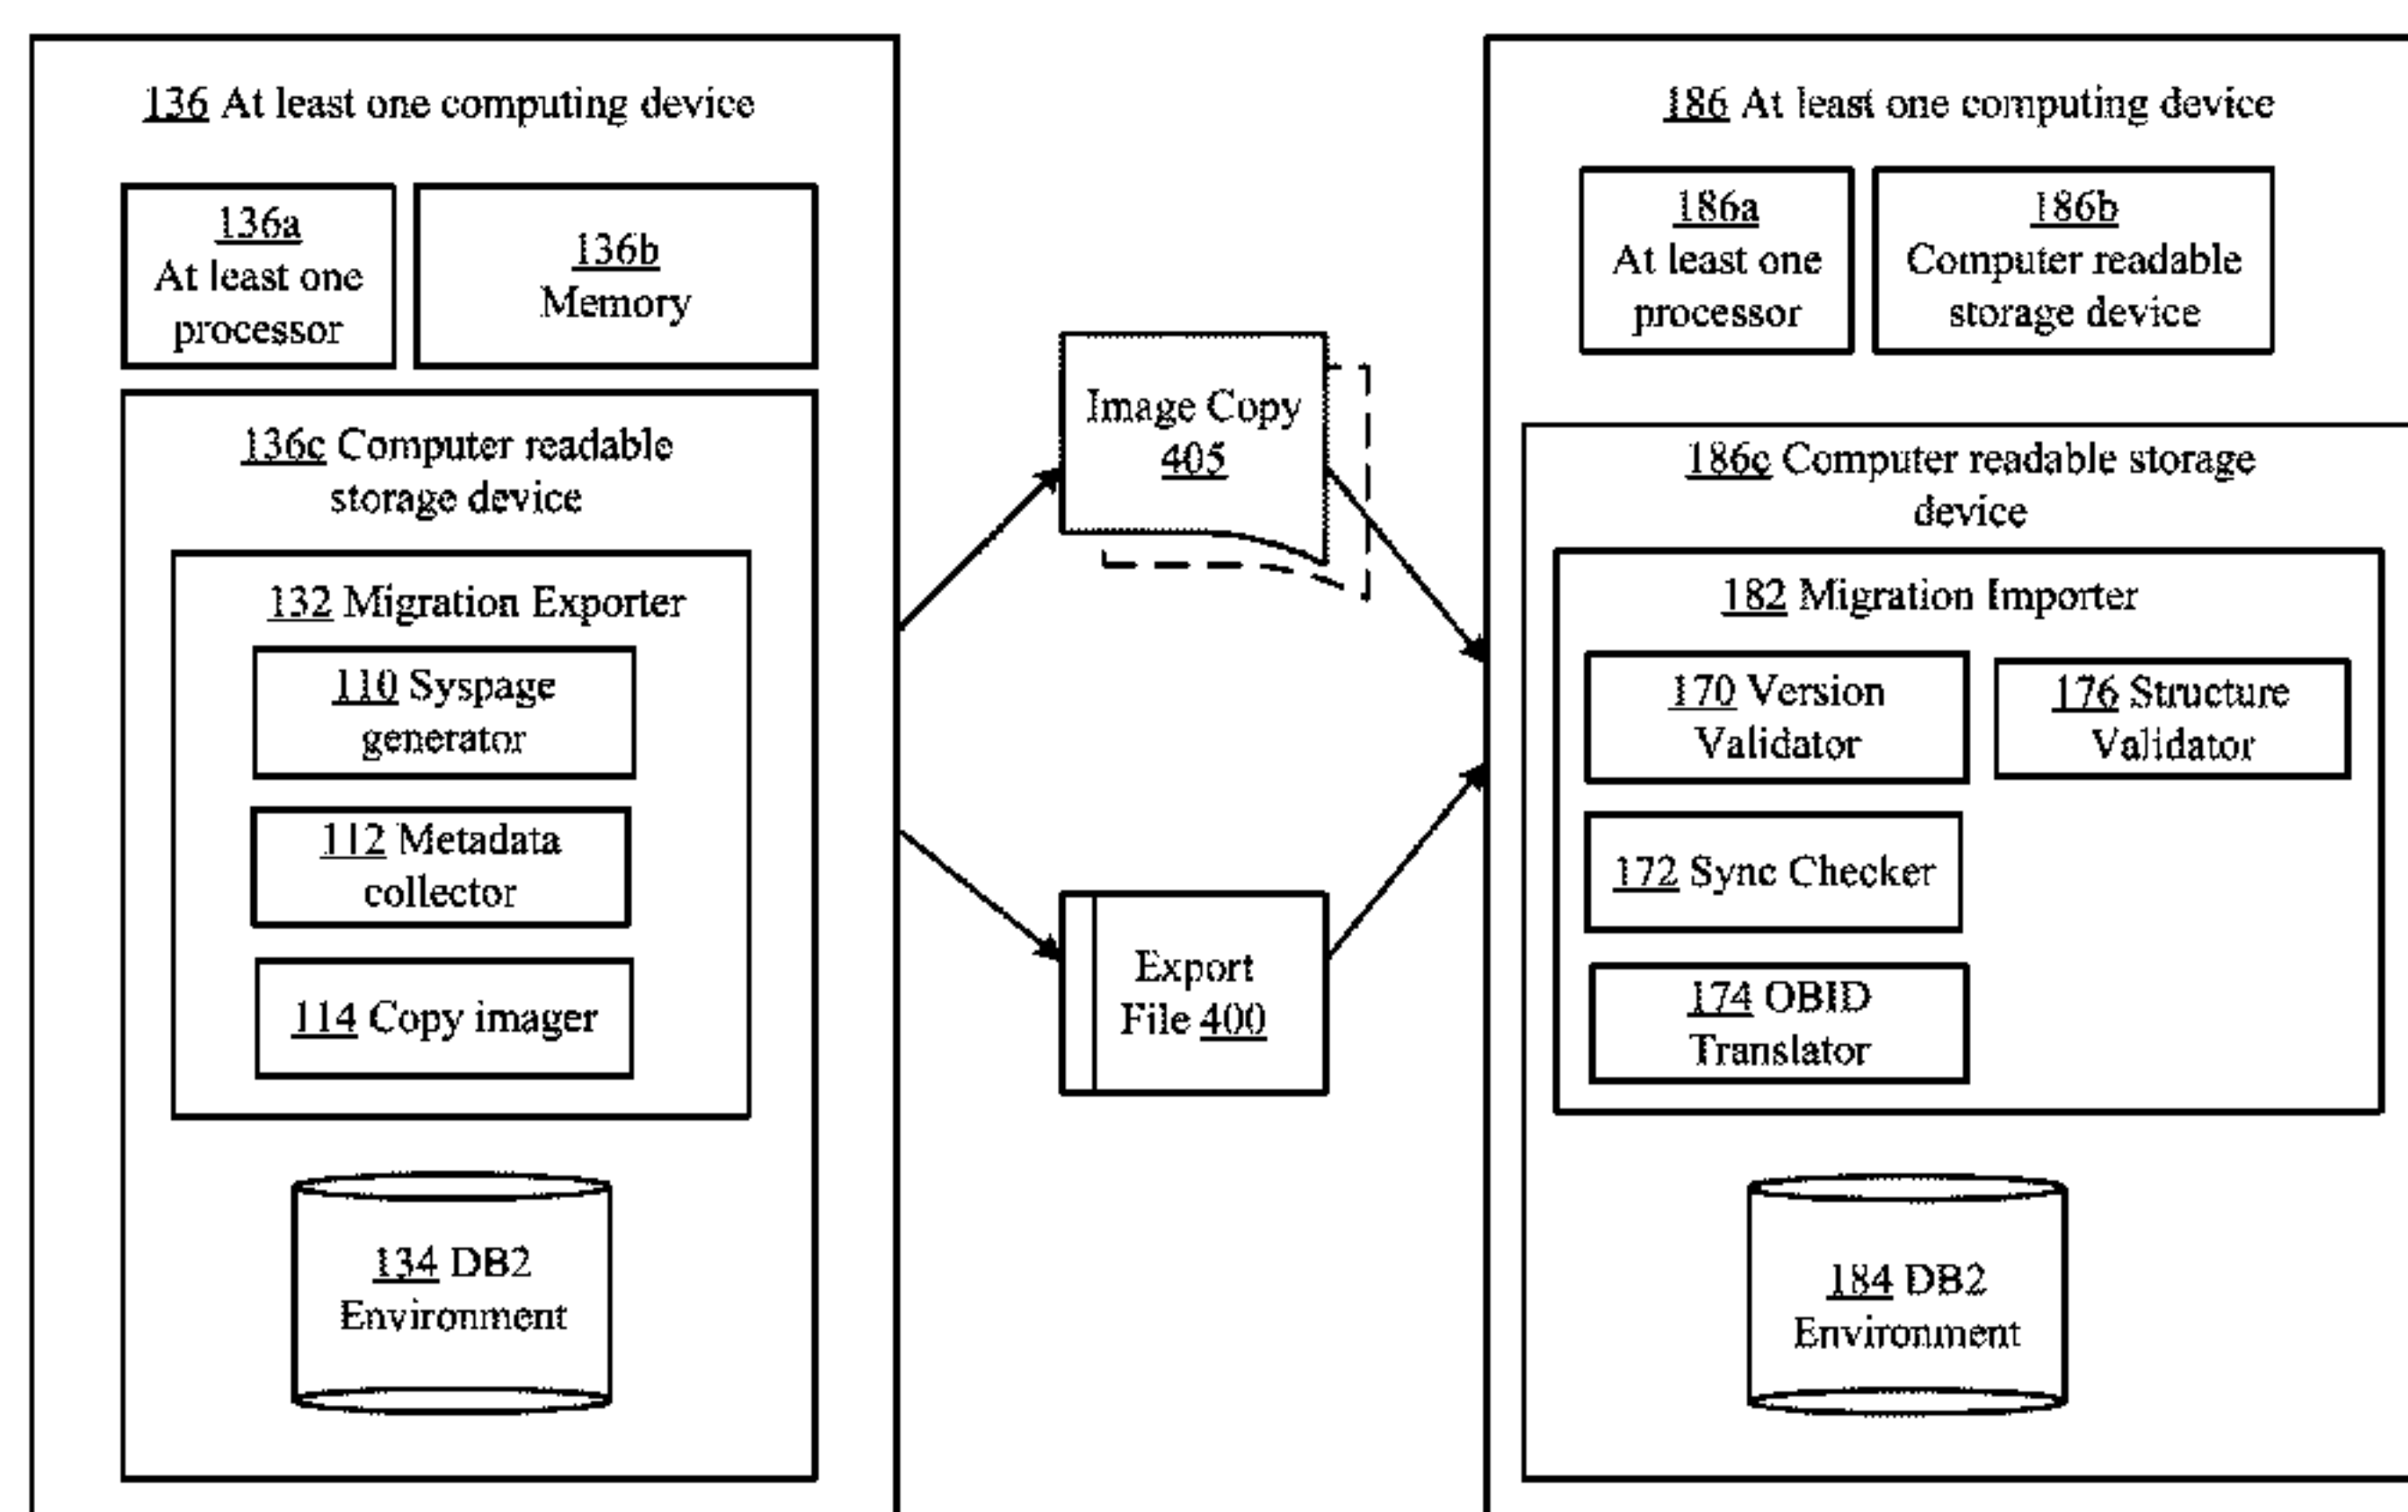 136 At least one computing device
136a
At least one
processor
136b
Memory
136c Computer readable
storage device
132 Migration Exporter
110 Syspage
generator
112 Metadata
collector
114 Copy imager
134 DB2
Environment
Image Copy
405
Export
File 400
186 At least one computing device
186a
At least one
processor
186b
Computer readable
storage device
186c Computer readable storage
device
182 Migration Importer
170 Version
Validator
176 Structure
Validator
172 Sync Checker
174 OBID
Translator
184 DB2
Environment